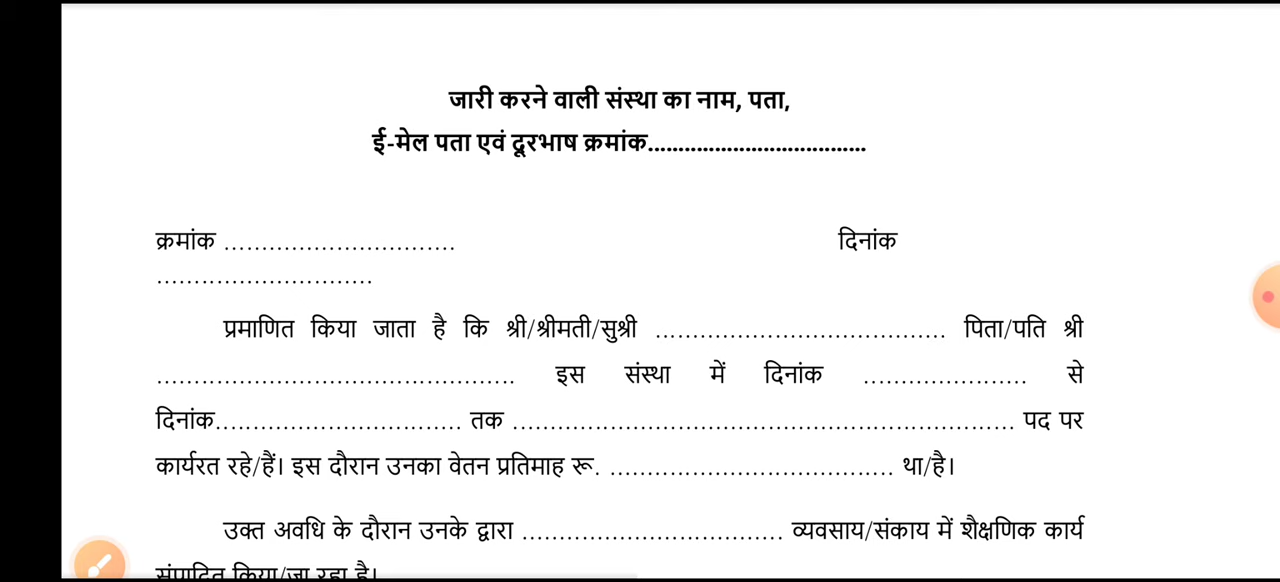 जारी करने वाली संस्था का नाम, पता,
ई-मेल पता एवं दूरभाष क्रमांक...................................
क्रमांक ............................... दिनांक
.............................
प्रमाणित किया जाता है कि श्री/श्रीमती/सुश्री ....................................... पिता/पति श्री
................................................ इस संस्था में दिनांक ...................... से
दिनांक................................. तक ................................................................... पद पर
कार्यरत रहे/हैं। इस दौरान उनका वेतन प्रतिमाह रू. ...................................... था/है।
उक्त अवधि के दौरान उनके द्वारा ................................... व्यवसाय/संकाय में शैक्षणिक कार्य
संपादित किया/जा रहा है।